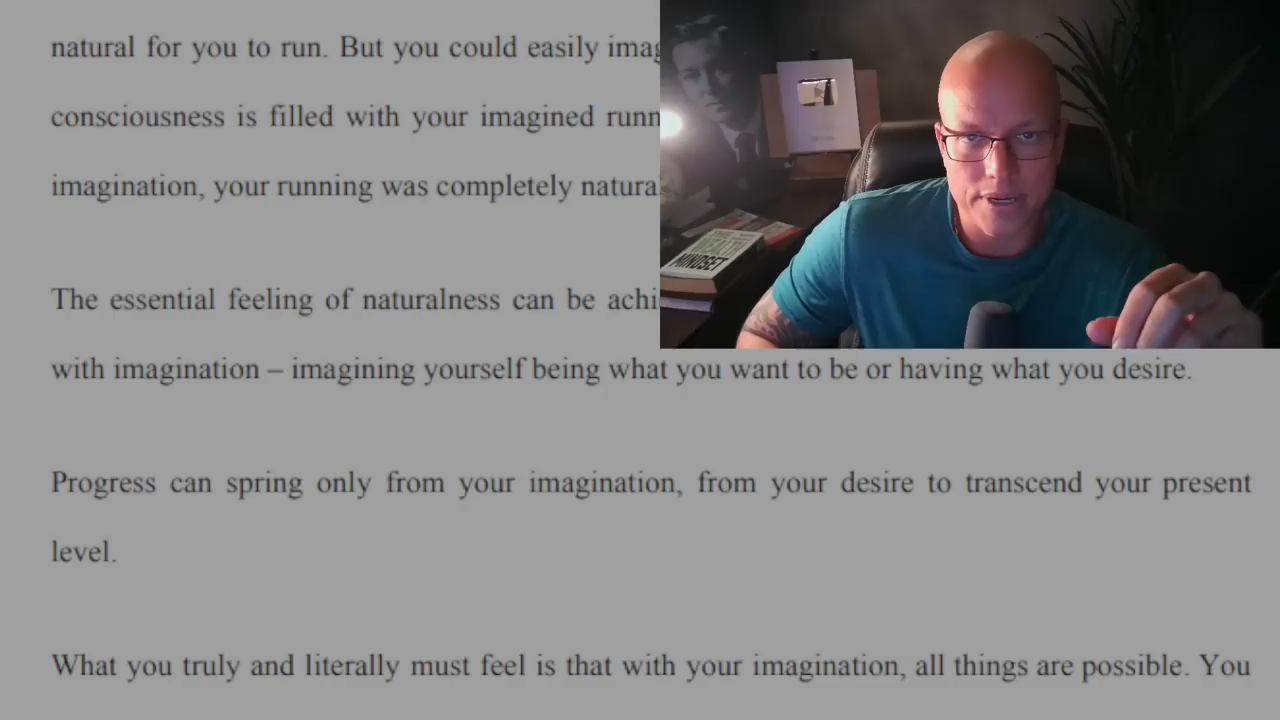 natural for you to run. But you could easily imag
consciousness is filled with your imagined runn
imagination, your running was completely natura
The essential feeling of naturalness can be achi
with imagination – imagining yourself being what you want to be or having what you desire.
Progress can spring only from your imagination, from your desire to transcend your present
level.
What you truly and literally must feel is that with your imagination, all things are possible. You
MINDSET